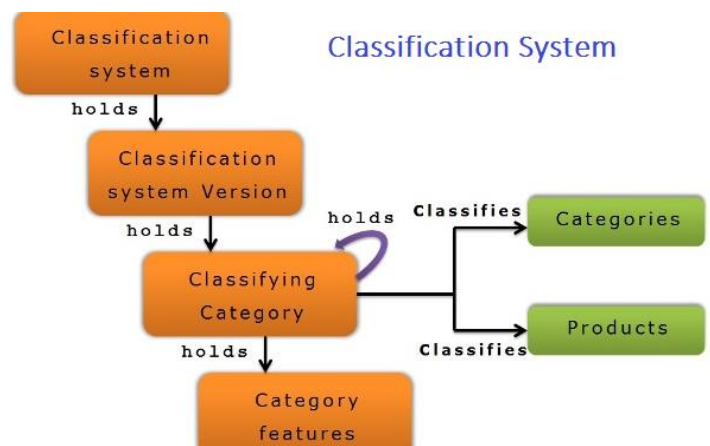 Classification
system
Classification System
holds
Classification
system Version
holds
holds
Classifies
Categories
Classifying
Category
Products
holds
Classifies
Category
features